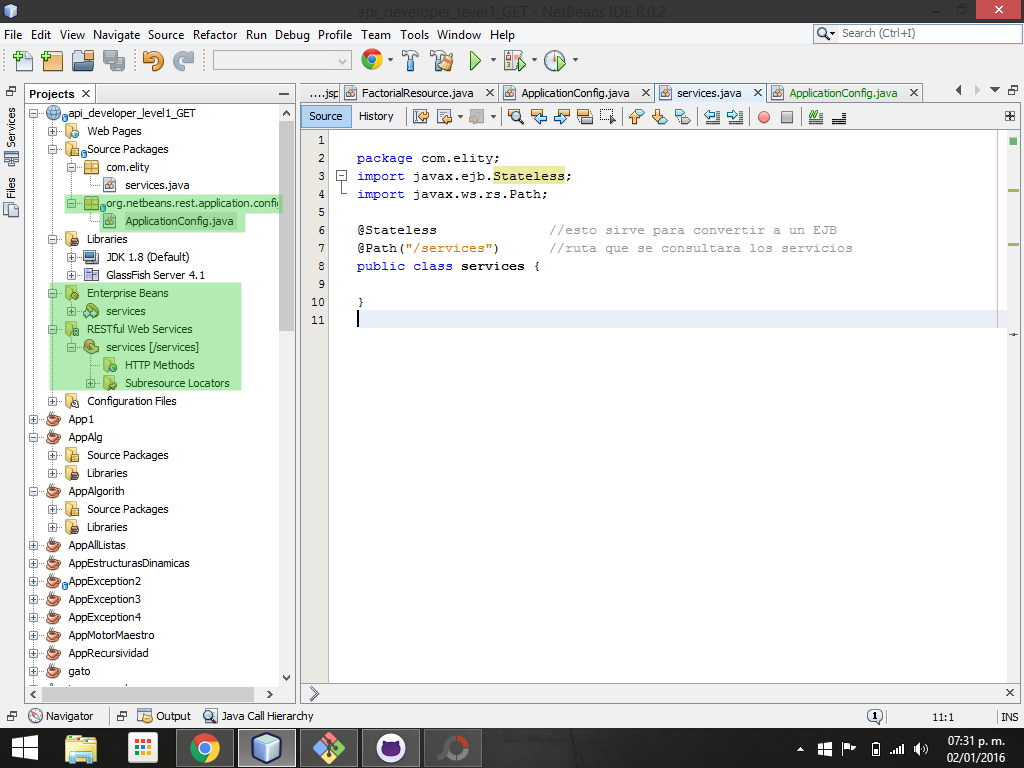 api_developer_level1_GET - NetBeans IDE 8.0.2
File Edit View Navigate Source Refactor Run Debug Profile Team Tools Window Help
Search (Ctrl+I)
Projects
....jsp FactorialResource.java ApplicationConfig.java services.java ApplicationConfig.java
Source History
Services
Files
api_developer_level1_GET
Web Pages
Source Packages
com.elity
services.java
org.netbeans.rest.application.config
ApplicationConfig.java
Libraries
JDK 1.8 (Default)
GlassFish Server 4.1
Enterprise Beans
services
RESTful Web Services
services [/services]
HTTP Methods
Subresource Locators
Configuration Files
App1
AppAlg
Source Packages
Libraries
AppAlgorith
Source Packages
Libraries
AppAllListas
AppEstructurasDinamicas
AppException2
AppException3
AppException4
AppMotorMaestro
AppRecursividad
gato
1
2 package com.elity;
3 import javax.ejb.Stateless;
4 import javax.ws.rs.Path;
5
6 @Stateless //esto sirve para convertir a un EJB
7 @Path("/services") //ruta que se consultara los servicios
8 public class services {
9
10 }
11
Navigator Output Java Call Hierarchy
1 11:1 INS
07:31 p. m.
02/01/2016